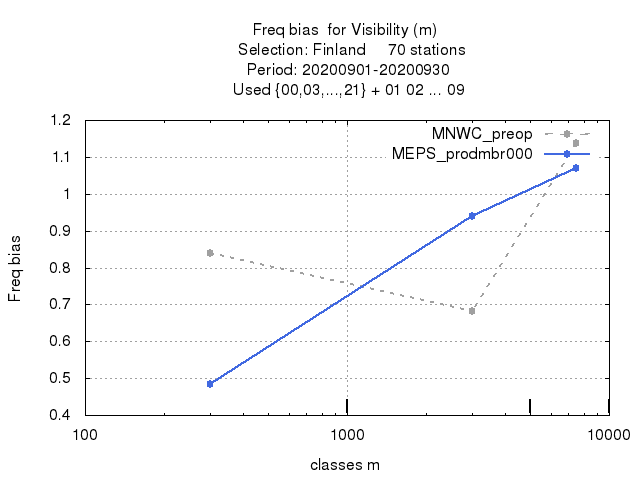 Freq bias  for Visibility (m)
Selection: Finland     70 stations
Period: 20200901-20200930
Used {00,03,...,21} + 01 02 ... 09
MNWC_preop
MEPS_prodmbr000
Freq bias
1.2
1.1
1
0.9
0.8
0.7
0.6
0.5
0.4
100
1000
10000
classes m